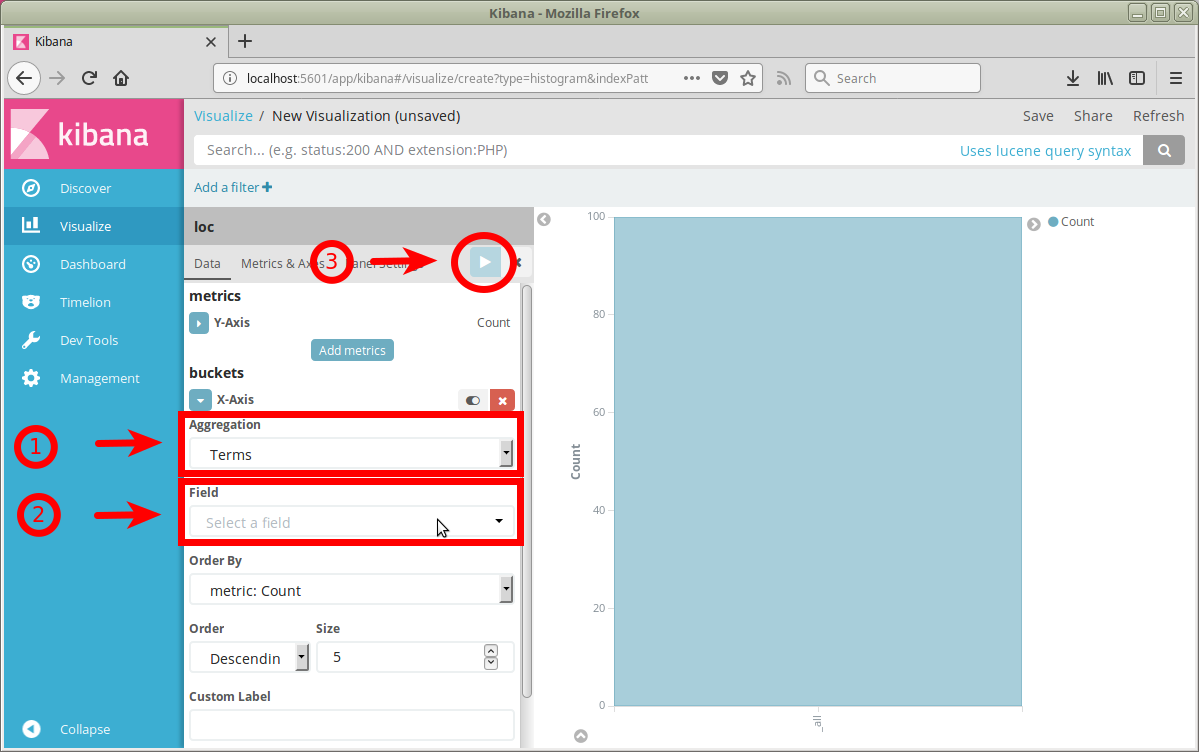 Kibana - Mozilla Firefox
Kibana
localhost:5601/app/kibana#/visualize/create?type=histogram&indexPatt
Search
kibana
Visualize / New Visualization (unsaved)
Save Share Refresh
Search... (e.g. status:200 AND extension:PHP)
Uses lucene query syntax
Add a filter
Discover
Visualize
Dashboard
Timelion
Dev Tools
Management
Collapse
loc
Data Metrics & Axes
3
metrics
Y-Axis Count
Add metrics
buckets
X-Axis
1
Aggregation
Terms
2
Field
Select a field
Order By
metric: Count
Order Size
Descendin 5
Custom Label
100
80
60
40
20
0
Count
_all
Count